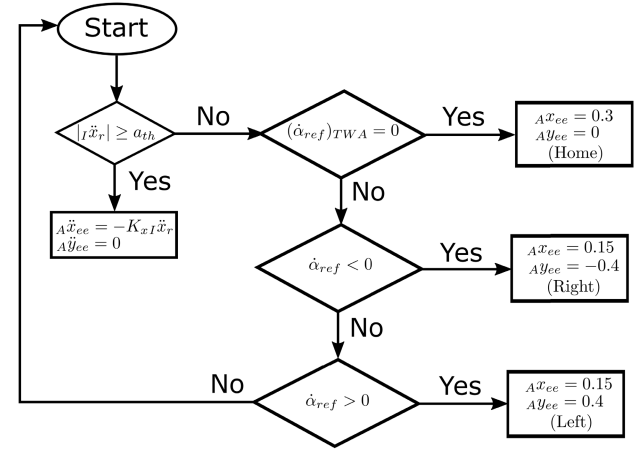 Start
|_I ẍ_r| ≥ a_th
No
(α̇_ref)_TWA = 0
Yes
_A x_ee = 0.3
_A y_ee = 0
(Home)
Yes
_A ẍ_ee = −K_x _I ẍ_r
_A ÿ_ee = 0
No
α̇_ref < 0
Yes
_A x_ee = 0.15
_A y_ee = −0.4
(Right)
No
No
α̇_ref > 0
Yes
_A x_ee = 0.15
_A y_ee = 0.4
(Left)